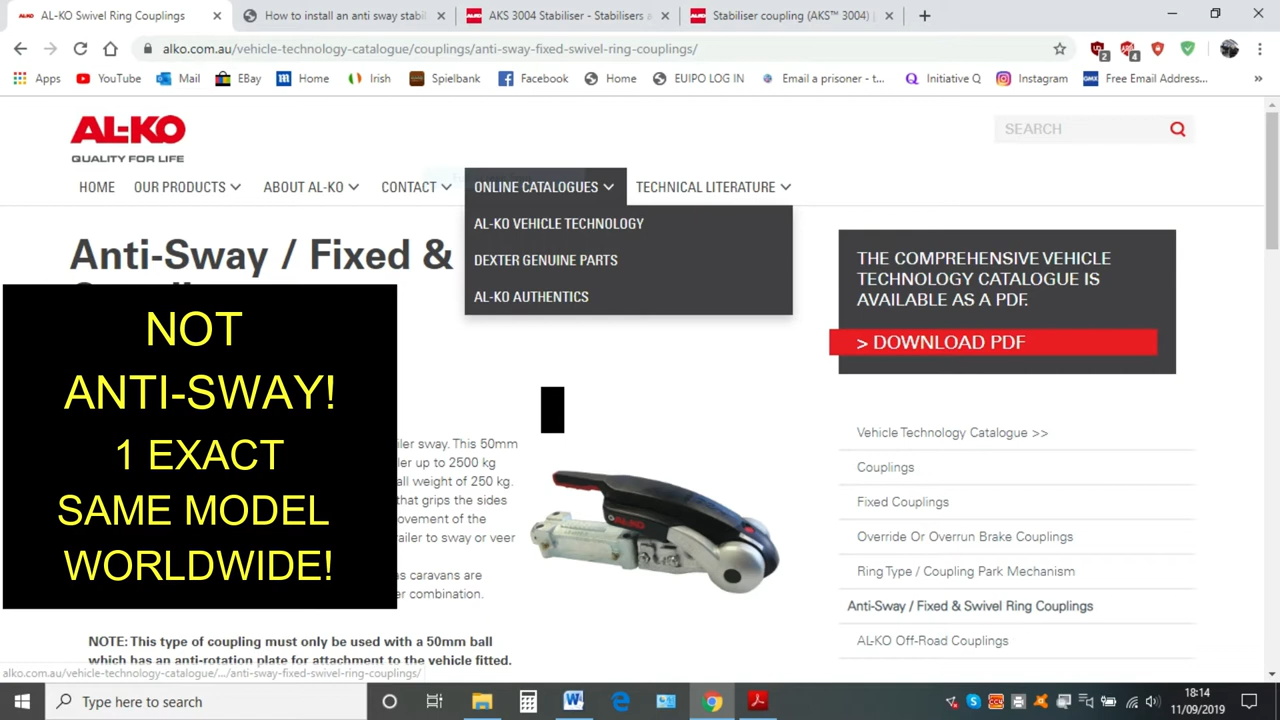 AL-KO Swivel Ring Couplings
How to install an anti sway stabil
AKS 3004 Stabiliser - Stabilisers a
Stabiliser coupling (AKS™ 3004) |
alko.com.au/vehicle-technology-catalogue/couplings/anti-sway-fixed-swivel-ring-couplings/
2
4
Apps
YouTube
Mail
EBay
Home
Irish
Spielbank
Facebook
Home
EUIPO LOG IN
Email a prisoner - t...
Initiative Q
Instagram
GMX
Free Email Address...
»
AL-KO
QUALITY FOR LIFE
SEARCH
HOME
OUR PRODUCTS
ABOUT AL-KO
CONTACT
ONLINE CATALOGUES
TECHNICAL LITERATURE
AL-KO VEHICLE TECHNOLOGY
DEXTER GENUINE PARTS
AL-KO AUTHENTICS
Anti-Sway / Fixed &
NOT
ANTI-SWAY!
1 EXACT
SAME MODEL
WORLDWIDE!
iler sway. This 50mm
ler up to 2500 kg
all weight of 250 kg.
that grips the sides
ovement of the
railer to sway or veer
as caravans are
er combination.
NOTE: This type of coupling must only be used with a 50mm ball
which has an anti-rotation plate for attachment to the vehicle fitted.
AL-KO
THE COMPREHENSIVE VEHICLE
TECHNOLOGY CATALOGUE IS
AVAILABLE AS A PDF.
> DOWNLOAD PDF
Vehicle Technology Catalogue >>
Couplings
Fixed Couplings
Override Or Overrun Brake Couplings
Ring Type / Coupling Park Mechanism
Anti-Sway / Fixed & Swivel Ring Couplings
AL-KO Off-Road Couplings
alko.com.au/vehicle-technology-catalogue/.../anti-sway-fixed-swivel-ring-couplings/
Type here to search
18:14
11/09/2019